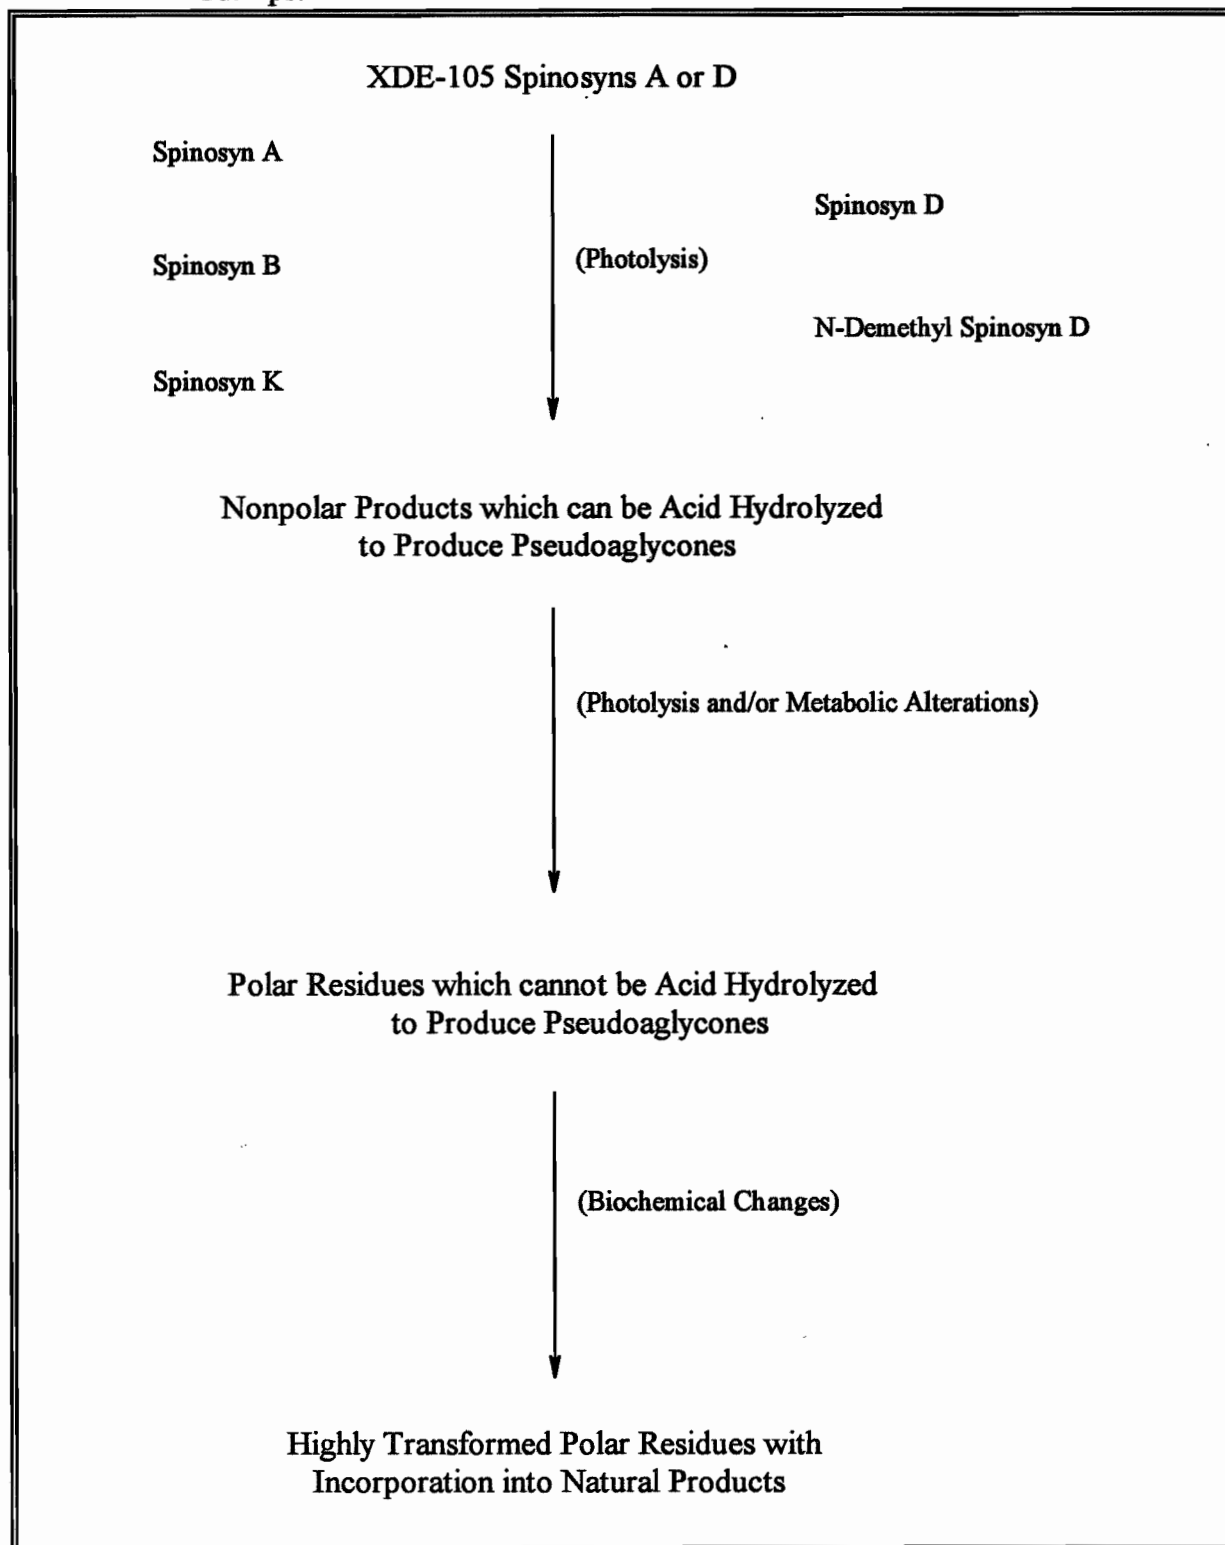 XDE-105 Spinosyns A or D
Spinosyn A
Spinosyn D
Spinosyn B
(Photolysis)
N-Demethyl Spinosyn D
Spinosyn K
Nonpolar Products which can be Acid Hydrolyzed
to Produce Pseudoaglycones
(Photolysis and/or Metabolic Alterations)
Polar Residues which cannot be Acid Hydrolyzed
to Produce Pseudoaglycones
(Biochemical Changes)
Highly Transformed Polar Residues with
Incorporation into Natural Products